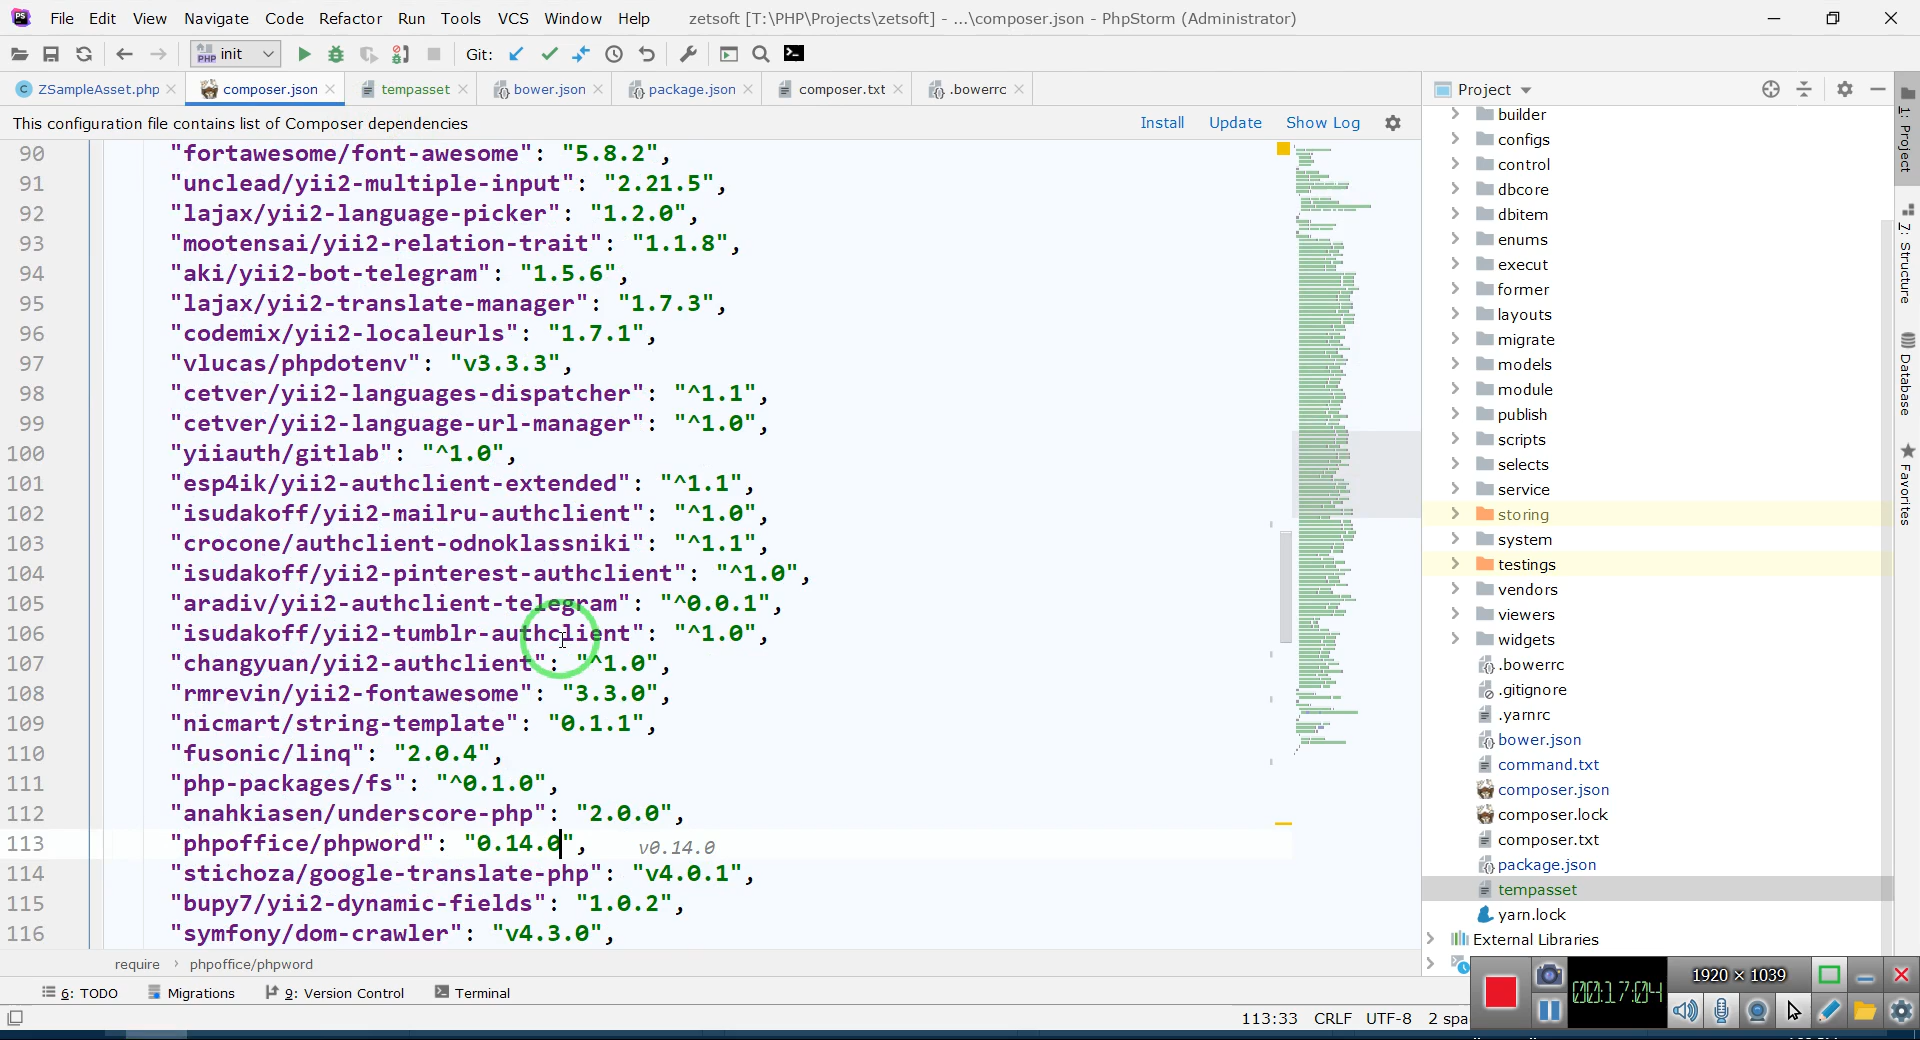 File Edit View Navigate Code Refactor Run Tools VCS Window Help zetsoft [T:\PHP\Projects\zetsoft] - ...\composer.json - PhpStorm (Administrator)
init Git:
ZSampleAsset.php composer.json tempasset bower.json package.json composer.txt .bowerrc
This configuration file contains list of Composer dependencies Install Update Show Log
90 "fortawesome/font-awesome": "5.8.2",
91 "unclead/yii2-multiple-input": "2.21.5",
92 "lajax/yii2-language-picker": "1.2.0",
93 "mootensai/yii2-relation-trait": "1.1.8",
94 "aki/yii2-bot-telegram": "1.5.6",
95 "lajax/yii2-translate-manager": "1.7.3",
96 "codemix/yii2-localeurls": "1.7.1",
97 "vlucas/phpdotenv": "v3.3.3",
98 "cetver/yii2-languages-dispatcher": "^1.1",
99 "cetver/yii2-language-url-manager": "^1.0",
100 "yiiauth/gitlab": "^1.0",
101 "esp4ik/yii2-authclient-extended": "^1.1",
102 "isudakoff/yii2-mailru-authclient": "^1.0",
103 "crocone/authclient-odnoklassniki": "^1.1",
104 "isudakoff/yii2-pinterest-authclient": "^1.0",
105 "aradiv/yii2-authclient-telegram": "^0.0.1",
106 "isudakoff/yii2-tumblr-authclient": "^1.0",
107 "changyuan/yii2-authclient": "^1.0",
108 "rmrevin/yii2-fontawesome": "3.3.0",
109 "nicmart/string-template": "0.1.1",
110 "fusonic/linq": "2.0.4",
111 "php-packages/fs": "^0.1.0",
112 "anahkiasen/underscore-php": "2.0.0",
113 "phpoffice/phpword": "0.14.0", v0.14.0
114 "stichoza/google-translate-php": "v4.0.1",
115 "bupy7/yii2-dynamic-fields": "1.0.2",
116 "symfony/dom-crawler": "v4.3.0",
require › phpoffice/phpword
6: TODO Migrations 9: Version Control Terminal
113:33 CRLF UTF-8 2 spa
Project
builder
configs
control
dbcore
dbitem
enums
execut
former
layouts
migrate
models
module
publish
scripts
selects
service
storing
system
testings
vendors
viewers
widgets
.bowerrc
.gitignore
.yarnrc
bower.json
command.txt
composer.json
composer.lock
composer.txt
package.json
tempasset
yarn.lock
External Libraries
1: Project
7: Structure
Database
Favorites
1920 × 1039
00:17:04